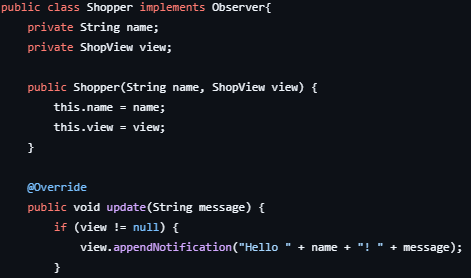 public class Shopper implements Observer{
    private String name;
    private ShopView view;
    public Shopper(String name, ShopView view) {
        this.name = name;
        this.view = view;
    }
    @Override
    public void update(String message) {
        if (view != null) {
            view.appendNotification("Hello " + name + "! " + message);
        }